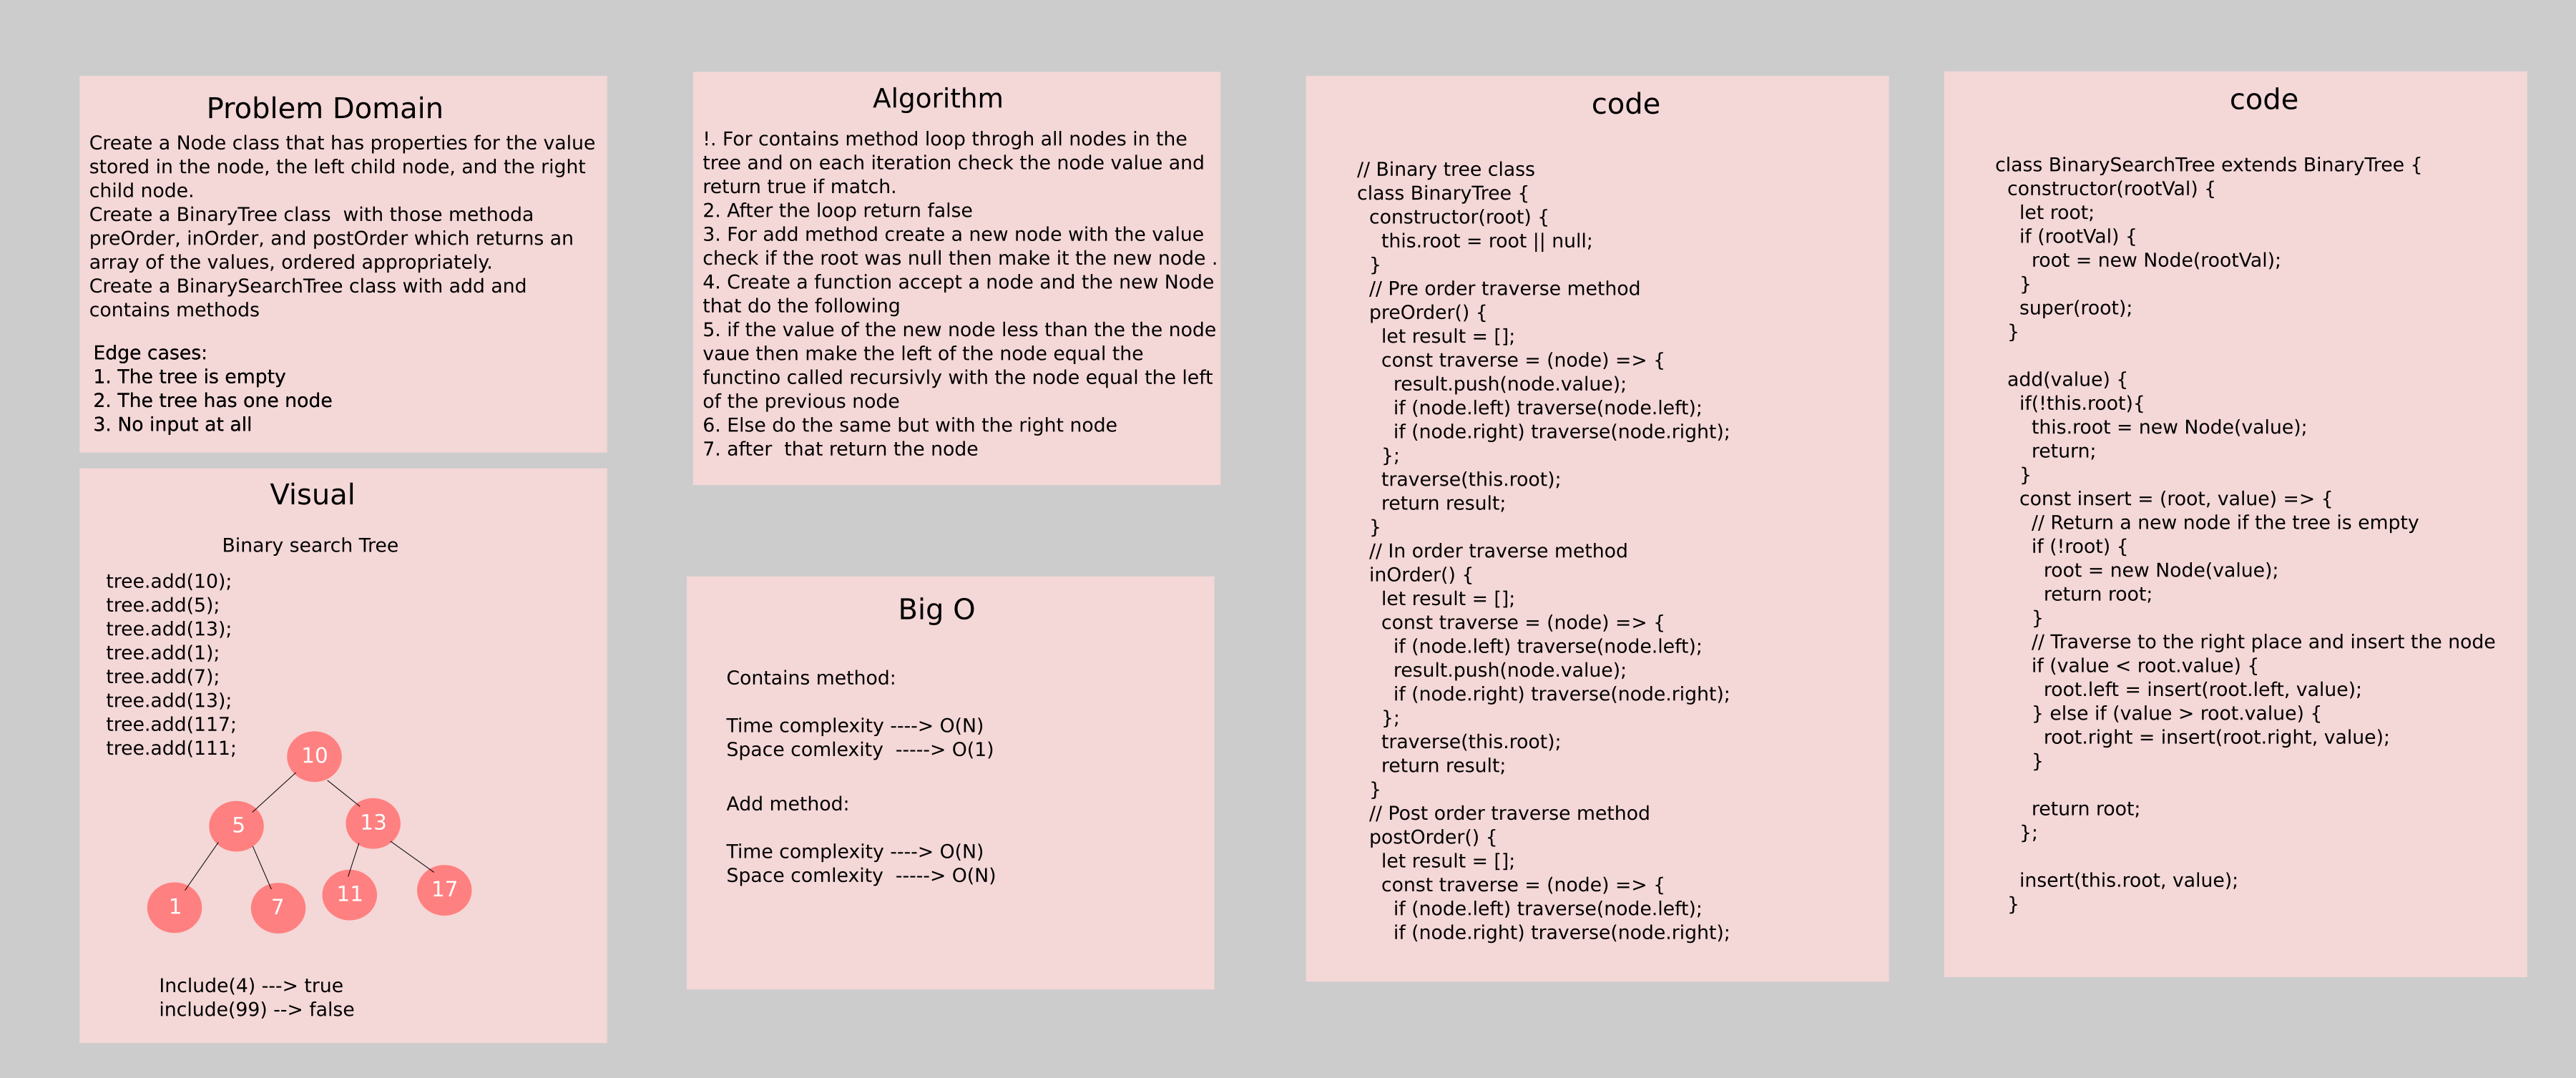 Problem Domain
Create a Node class that has properties for the value
stored in the node, the left child node, and the right
child node.
Create a BinaryTree class  with those methoda
preOrder, inOrder, and postOrder which returns an
array of the values, ordered appropriately.
Create a BinarySearchTree class with add and
contains methods
Edge cases:
1. The tree is empty
2. The tree has one node
3. No input at all
Visual
Binary search Tree
tree.add(10);
tree.add(5);
tree.add(13);
tree.add(1);
tree.add(7);
tree.add(13);
tree.add(117;
tree.add(111;
10
5
13
1
7
11
17
Include(4) ---> true
include(99) --> false
Algorithm
!. For contains method loop throgh all nodes in the
tree and on each iteration check the node value and
return true if match.
2. After the loop return false
3. For add method create a new node with the value
check if the root was null then make it the new node .
4. Create a function accept a node and the new Node
that do the following
5. if the value of the new node less than the the node
vaue then make the left of the node equal the
functino called recursivly with the node equal the left
of the previous node
6. Else do the same but with the right node
7. after  that return the node
Big O
Contains method:
Time complexity ----> O(N)
Space comlexity  -----> O(1)
Add method:
Time complexity ----> O(N)
Space comlexity  -----> O(N)
code
// Binary tree class
class BinaryTree {
constructor(root) {
this.root = root || null;
}
// Pre order traverse method
preOrder() {
let result = [];
const traverse = (node) => {
result.push(node.value);
if (node.left) traverse(node.left);
if (node.right) traverse(node.right);
};
traverse(this.root);
return result;
}
// In order traverse method
inOrder() {
let result = [];
const traverse = (node) => {
if (node.left) traverse(node.left);
result.push(node.value);
if (node.right) traverse(node.right);
};
traverse(this.root);
return result;
}
// Post order traverse method
postOrder() {
let result = [];
const traverse = (node) => {
if (node.left) traverse(node.left);
if (node.right) traverse(node.right);
code
class BinarySearchTree extends BinaryTree {
constructor(rootVal) {
let root;
if (rootVal) {
root = new Node(rootVal);
}
super(root);
}
add(value) {
if(!this.root){
this.root = new Node(value);
return;
}
const insert = (root, value) => {
// Return a new node if the tree is empty
if (!root) {
root = new Node(value);
return root;
}
// Traverse to the right place and insert the node
if (value < root.value) {
root.left = insert(root.left, value);
} else if (value > root.value) {
root.right = insert(root.right, value);
}
return root;
};
insert(this.root, value);
}